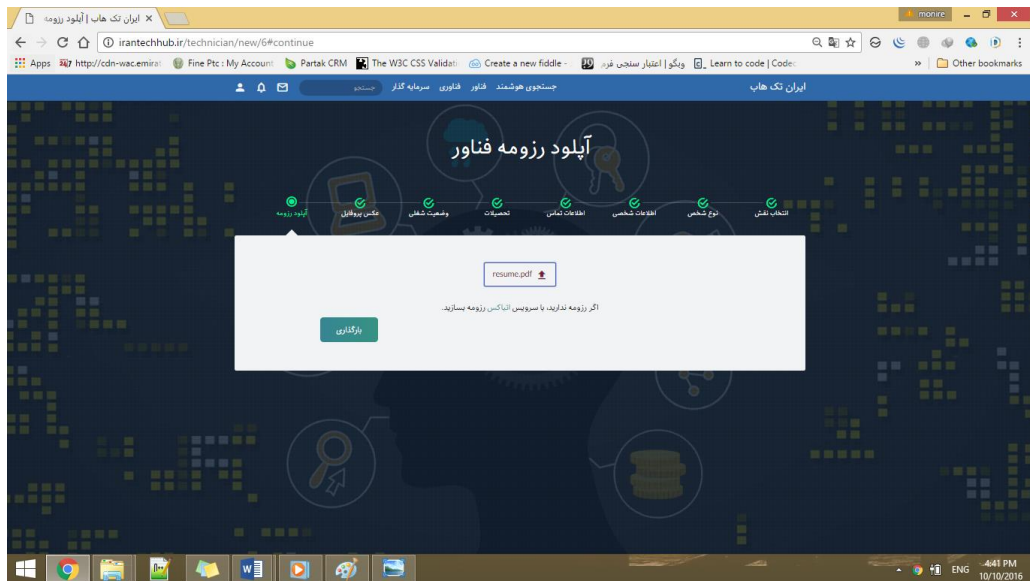 ایران تک هاب | آپلود رزومه
monire
irantechhub.ir/technician/new/6#continue
Apps http://cdn-wac.emirat Fine Ptc : My Account Partak CRM The W3C CSS Validati Create a new fiddle - وبگو | اعتبار سنجی فرم Learn to code | Codec » Other bookmarks
ایران تک هاب جستجوی هوشمند فناور فناوری سرمایه گذار جستجو
آپلود رزومه فناور
انتخاب نقش نوع شخص اطلاعات شخصی اطلاعات تماس تحصیلات وضعیت شغلی عکس پروفایل آپلود رزومه
resume.pdf
اگر رزومه ندارید، با سرویس اتباکس رزومه بسازید.
بارگذاری
ENG 4:41 PM
10/10/2016